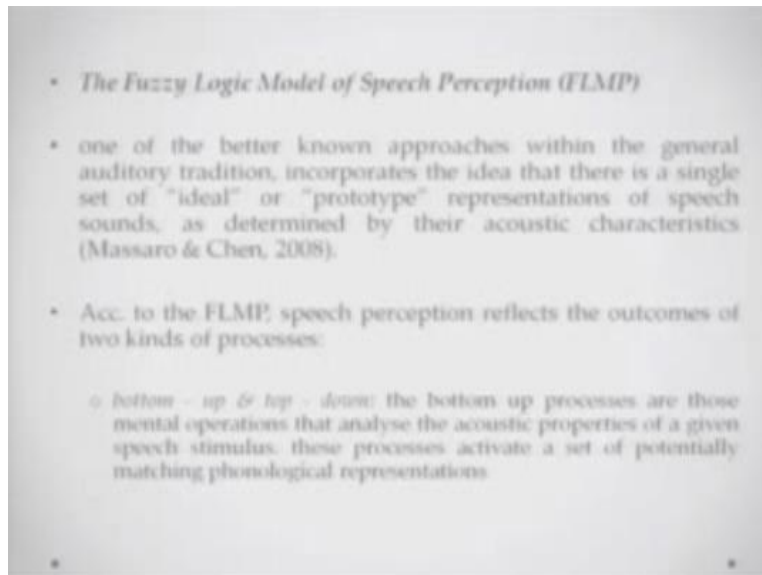 • The Fuzzy Logic Model of Speech Perception (FLMP)
• one of the better known approaches within the general
auditory tradition, incorporates the idea that there is a single
set of "ideal" or "prototype" representations of speech
sounds, as determined by their acoustic characteristics
(Massaro & Chen, 2008).
• Acc. to the FLMP, speech perception reflects the outcomes of
two kinds of processes:
o bottom - up & top - down: the bottom up processes are those
mental operations that analyse the acoustic properties of a given
speech stimulus. these processes activate a set of potentially
matching phonological representations